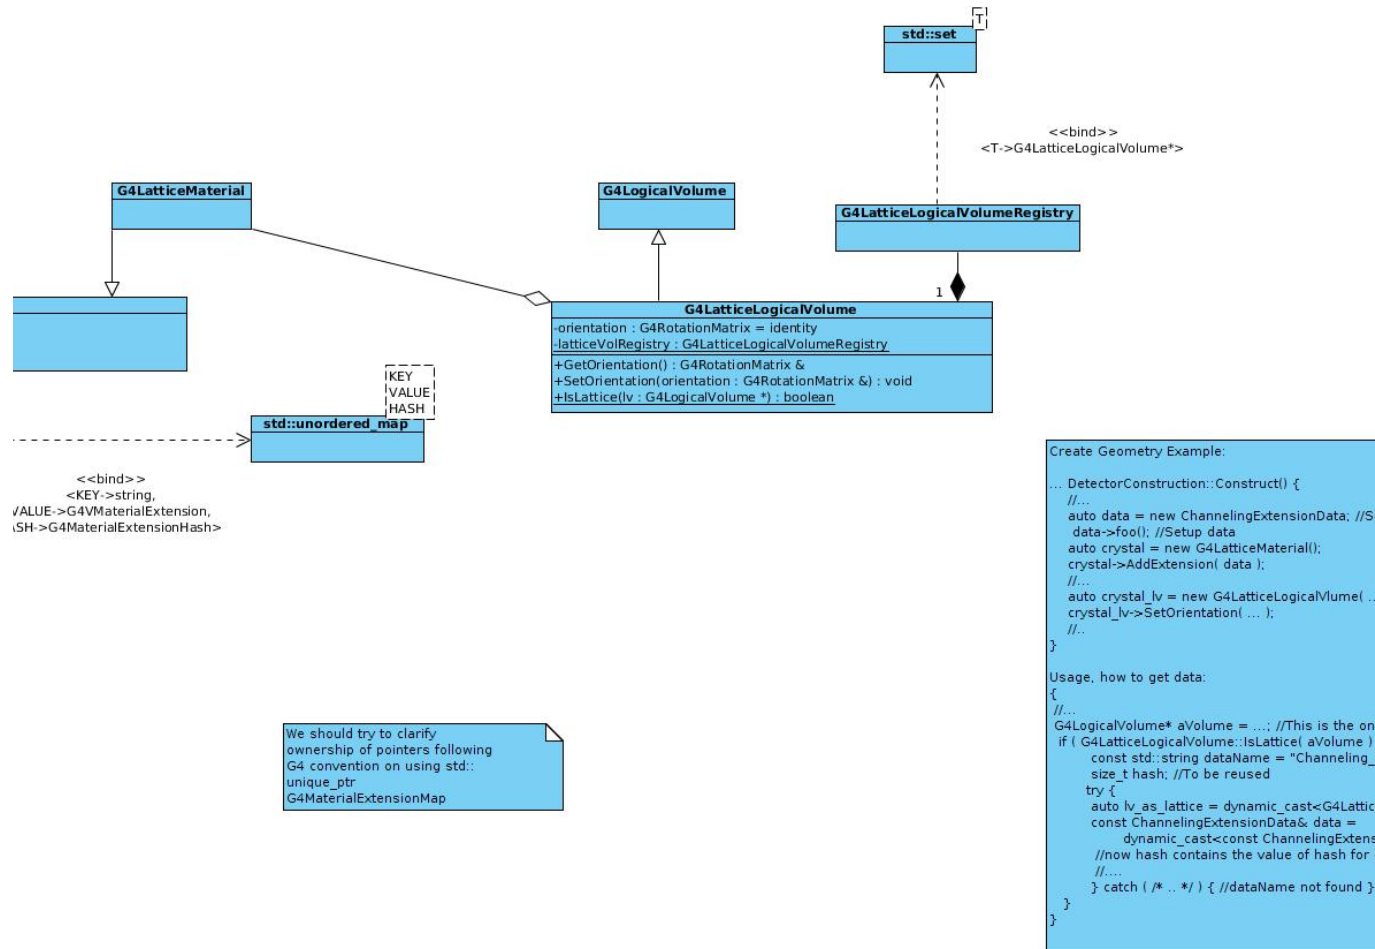 T
std::set
<<bind>>
<T->G4LatticeLogicalVolume*>
G4LatticeMaterial
G4LogicalVolume
G4LatticeLogicalVolumeRegistry
1
G4LatticeLogicalVolume
-orientation : G4RotationMatrix = identity
-latticeVolRegistry : G4LatticeLogicalVolumeRegistry
+GetOrientation() : G4RotationMatrix &
+SetOrientation(orientation : G4RotationMatrix &) : void
+IsLattice(lv : G4LogicalVolume *) : boolean
KEY
VALUE
HASH
std::unordered_map
<<bind>>
<KEY->string,
VALUE->G4VMaterialExtension,
ASH->G4MaterialExtensionHash>
Create Geometry Example:
... DetectorConstruction::Construct() {
//...
auto data = new ChannelingExtensionData; //S
data->foo(); //Setup data
auto crystal = new G4LatticeMaterial();
crystal->AddExtension( data );
//...
auto crystal_lv = new G4LatticeLogicalVlume( ..
crystal_lv->SetOrientation( ... );
//..
}
Usage, how to get data:
{
//...
G4LogicalVolume* aVolume = ...; //This is the on
if ( G4LatticeLogicalVolume::IsLattice( aVolume )
const std::string dataName = "Channeling_
size_t hash; //To be reused
try {
auto lv_as_lattice = dynamic_cast<G4Lattic
const ChannelingExtensionData& data =
dynamic_cast<const ChannelingExtens
//now hash contains the value of hash for
//....
} catch ( /* .. */ ) { //dataName not found }
}
}
We should try to clarify
ownership of pointers following
G4 convention on using std::
unique_ptr
G4MaterialExtensionMap